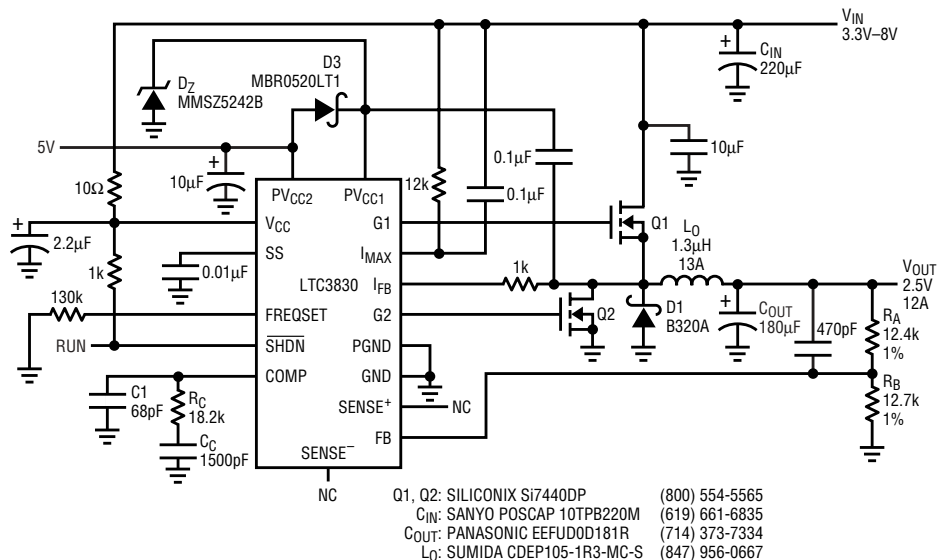 V_IN
3.3V–8V
D3
MBR0520LT1
D_Z
MMSZ5242B
+
C_IN
220µF
5V
+
10µF
0.1µF
10µF
10Ω
12k
0.1µF
PV_CC2
PV_CC1
V_CC
G1
Q1
L_O
1.3µH
13A
+
2.2µF
SS
I_MAX
1k
0.01µF
LTC3830
I_FB
1k
V_OUT
2.5V
12A
130k
FREQSET
G2
Q2
D1
B320A
+
C_OUT
180µF
470pF
R_A
12.4k
1%
RUN
SHDN
PGND
COMP
GND
C1
68pF
R_C
18.2k
SENSE+
NC
R_B
12.7k
1%
FB
C_C
1500pF
SENSE–
NC
Q1, Q2: SILICONIX Si7440DP (800) 554-5565
C_IN: SANYO POSCAP 10TPB220M (619) 661-6835
C_OUT: PANASONIC EEFUD0D181R (714) 373-7334
L_O: SUMIDA CDEP105-1R3-MC-S (847) 956-0667